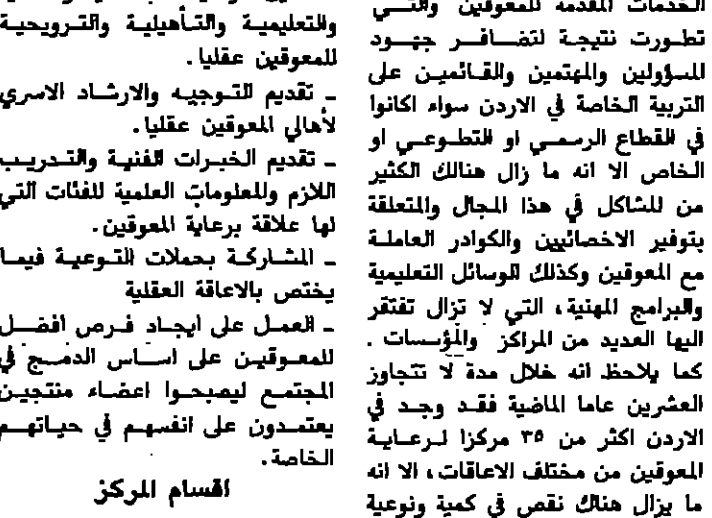 الخدمات المقدمة للمعوقين والتي
تطورت نتيجة لتضافر جهود
المسؤولين والمهتمين والقائمين على
التربية الخاصة في الاردن سواء اكانوا
في القطاع الرسمي او التطوعي او
الخاص الا انه ما زال هنالك الكثير
من المشاكل في هذا المجال والمتعلقة
بتوفير الاخصائيين والكوادر العاملة
مع المعوقين وكذلك الوسائل التعليمية
والبرامج المهنية، التي لا تزال تفتقر
اليها العديد من المراكز والمؤسسات .
كما يلاحظ انه خلال مدة لا تتجاوز
العشرين عاما الماضية فقد وجد في
الاردن اكثر من ٣٥ مركزا لرعاية
المعوقين من مختلف الاعاقات، الا انه
ما يزال هناك نقص في كمية ونوعية
والتعليمية والتأهيلية والترويحية
للمعوقين عقليا.
ـ تقديم التوجيه والارشاد الاسري
لأهالي المعوقين عقليا.
ـ تقديم الخبرات الفنية والتدريب
اللازم والمعلومات العلمية للفئات التي
لها علاقة برعاية المعوقين.
ـ المشاركة بحملات التوعية فيما
يختص بالاعاقة العقلية
ـ العمل على ايجاد فرص افضل
للمعوقين على اساس الدمج في
المجتمع ليصبحوا اعضاء منتجين
يعتمدون على انفسهم في حياتهم
الخاصة.
اقسام المركز